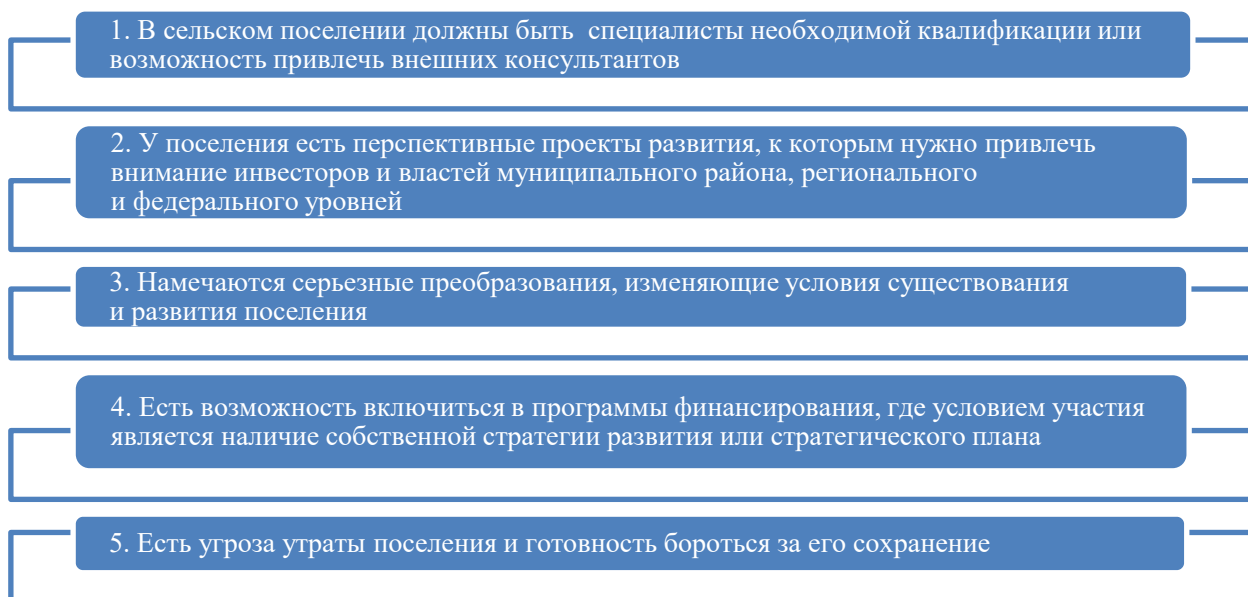 1. В сельском поселении должны быть  специалисты необходимой квалификации или
возможность привлечь внешних консультантов
2. У поселения есть перспективные проекты развития, к которым нужно привлечь
внимание инвесторов и властей муниципального района, регионального
и федерального уровней
3. Намечаются серьезные преобразования, изменяющие условия существования
и развития поселения
4. Есть возможность включиться в программы финансирования, где условием участия
является наличие собственной стратегии развития или стратегического плана
5. Есть угроза утраты поселения и готовность бороться за его сохранение